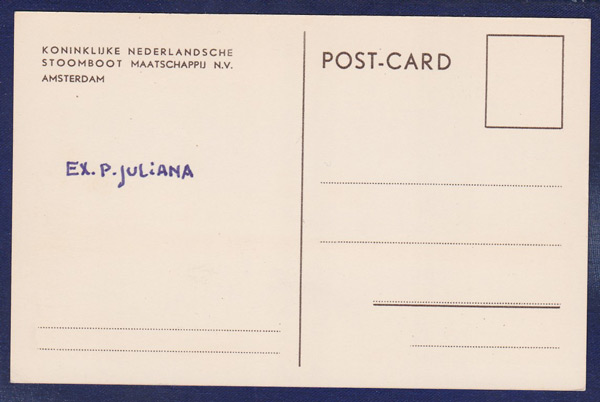 KONINKLIJKE NEDERLANDSCHE
STOOMBOOT MAATSCHAPPIJ N.V.
AMSTERDAM
EX. P. JULIANA
POST-CARD